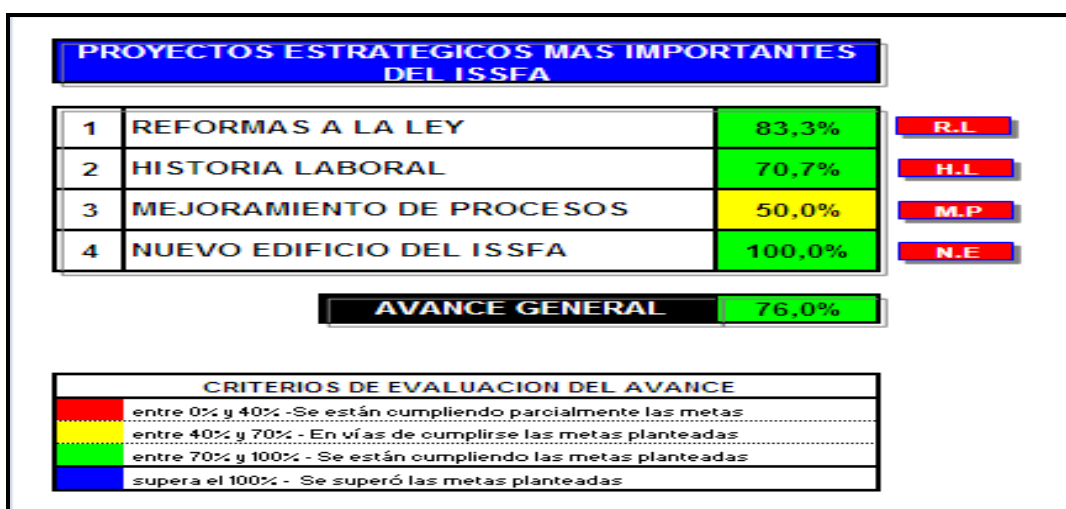 PROYECTOS ESTRATEGICOS MAS IMPORTANTES
DEL ISSFA
1 REFORMAS A LA LEY 83,3% R.L
2 HISTORIA LABORAL 70,7% H.L
3 MEJORAMIENTO DE PROCESOS 50,0% M.P
4 NUEVO EDIFICIO DEL ISSFA 100,0% N.E
AVANCE GENERAL 76,0%
CRITERIOS DE EVALUACION DEL AVANCE
entre 0% y 40% -Se están cumpliendo parcialmente las metas
entre 40% y 70% - En vías de cumplirse las metas planteadas
entre 70% y 100% - Se están cumpliendo las metas planteadas
supera el 100% - Se superó las metas planteadas